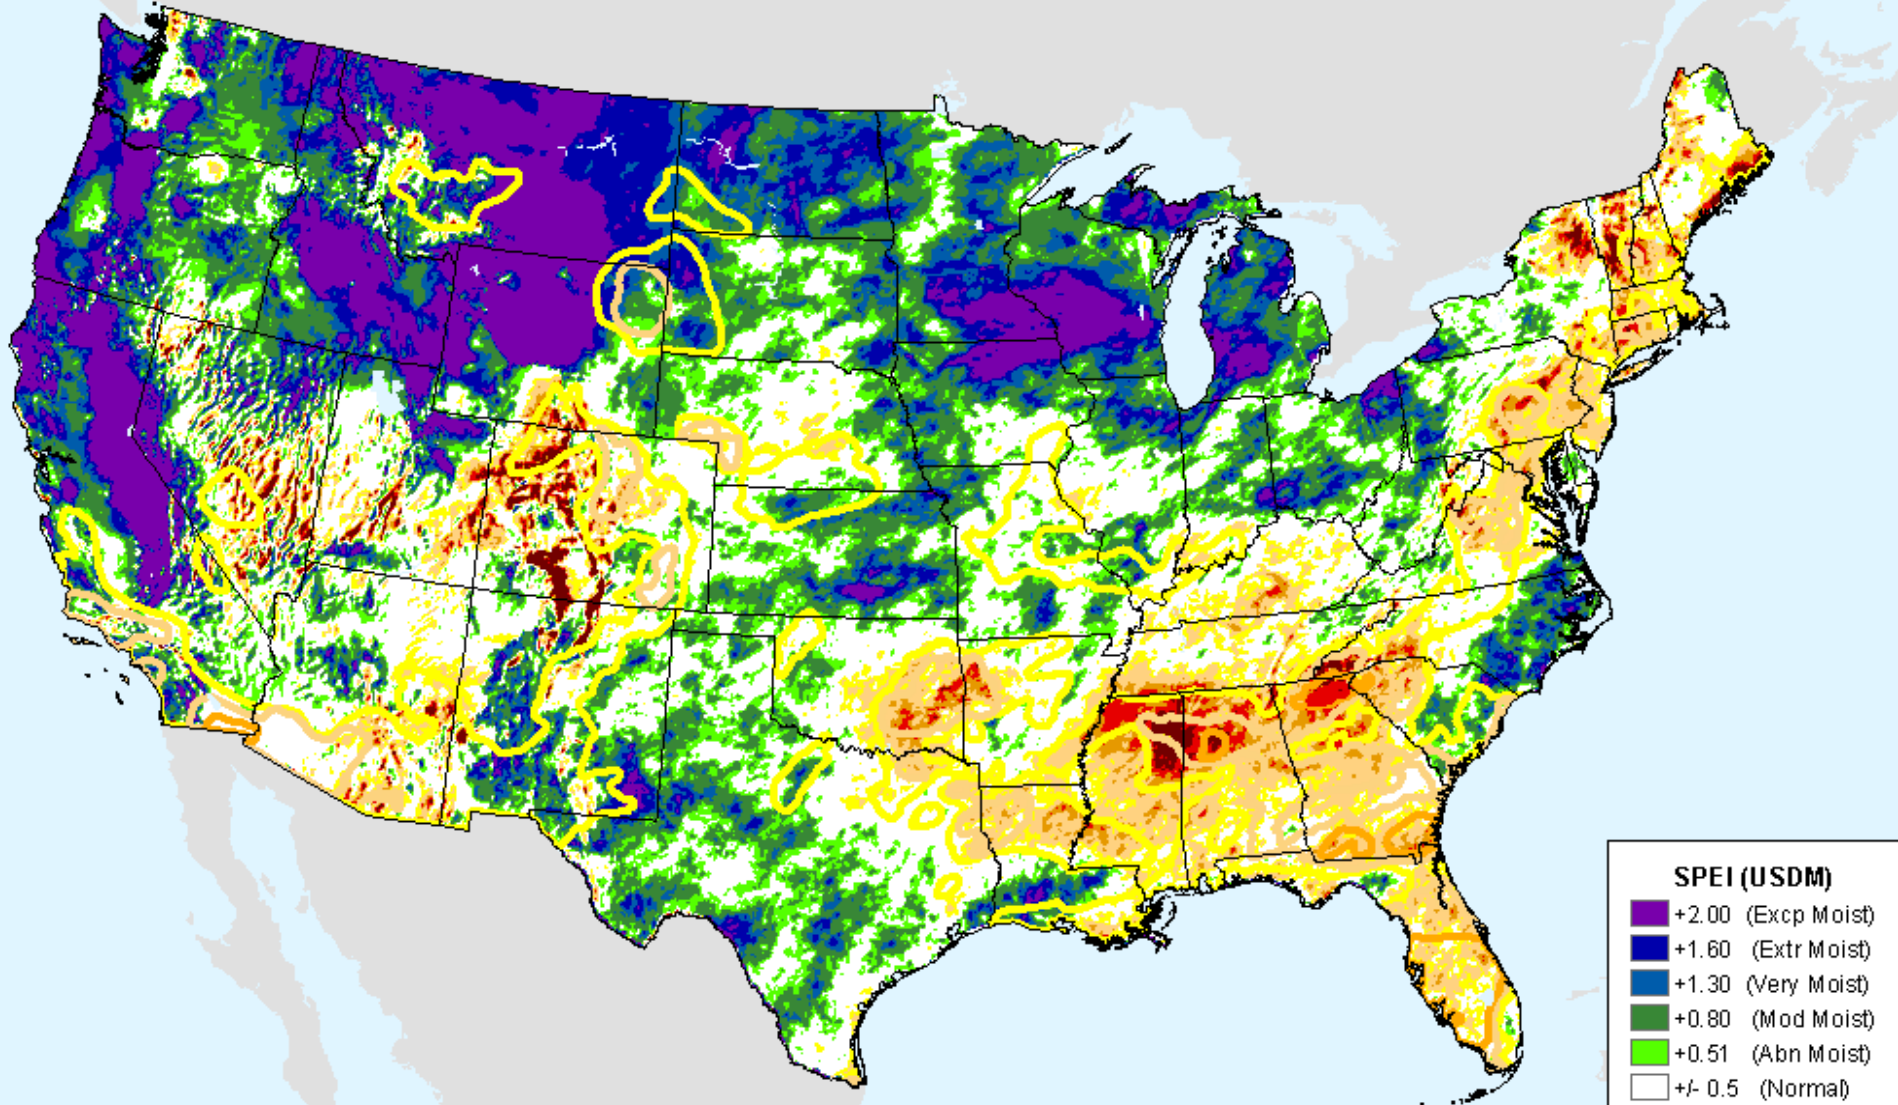 SPEI (USDM)
+2.00 (Excp Moist)
+1.60 (Extr Moist)
+1.30 (Very Moist)
+0.80 (Mod Moist)
+0.51 (Abn Moist)
+/- 0.5 (Normal)